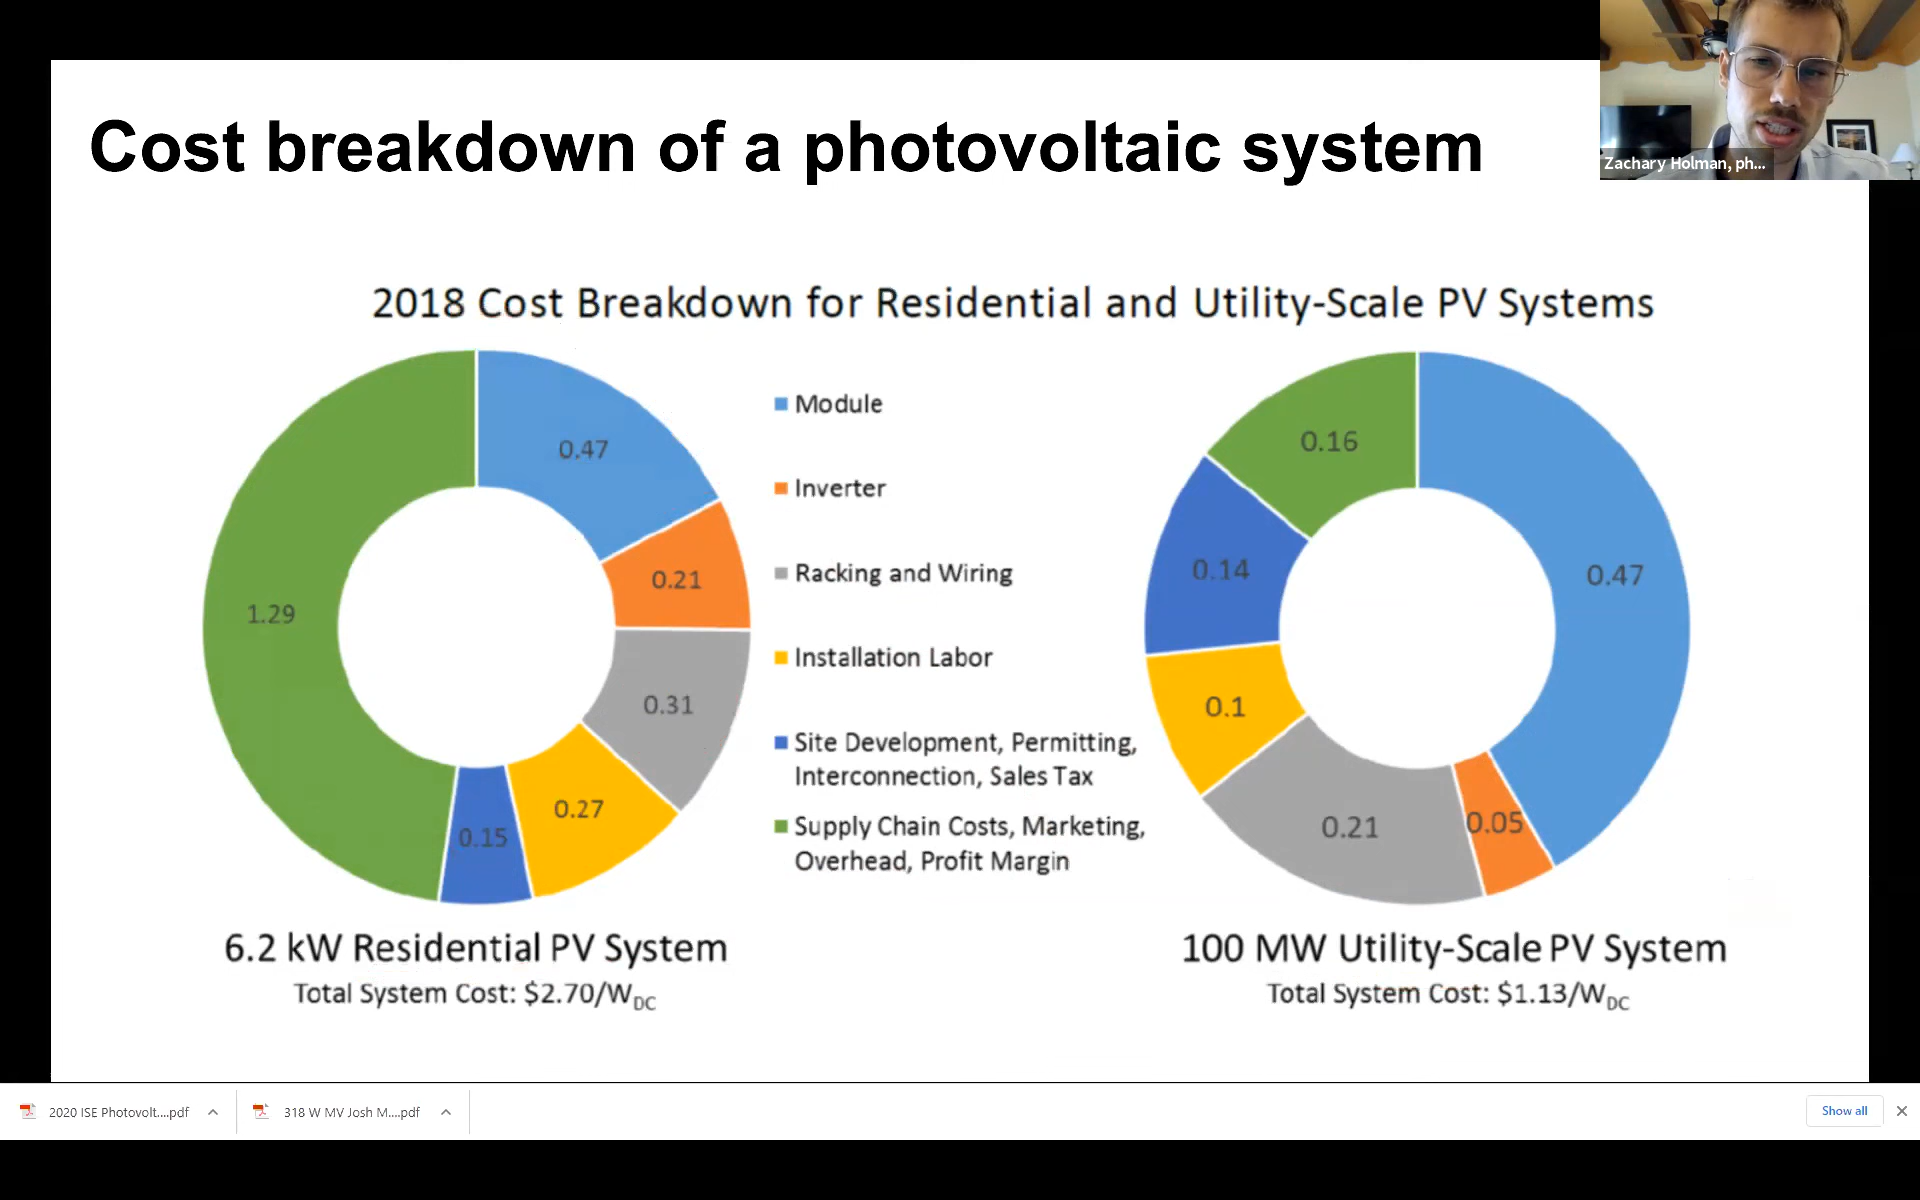 Cost breakdown of a photovoltaic system
Zachary Holman, ph...
2018 Cost Breakdown for Residential and Utility-Scale PV Systems
0.47
0.21
0.31
0.27
0.15
1.29
Module
Inverter
Racking and Wiring
Installation Labor
Site Development, Permitting,
Interconnection, Sales Tax
Supply Chain Costs, Marketing,
Overhead, Profit Margin
0.47
0.05
0.21
0.1
0.14
0.16
6.2 kW Residential PV System
Total System Cost: $2.70/WDC
100 MW Utility-Scale PV System
Total System Cost: $1.13/WDC
2020 ISE Photovolt....pdf
318 W MV Josh M....pdf
Show all